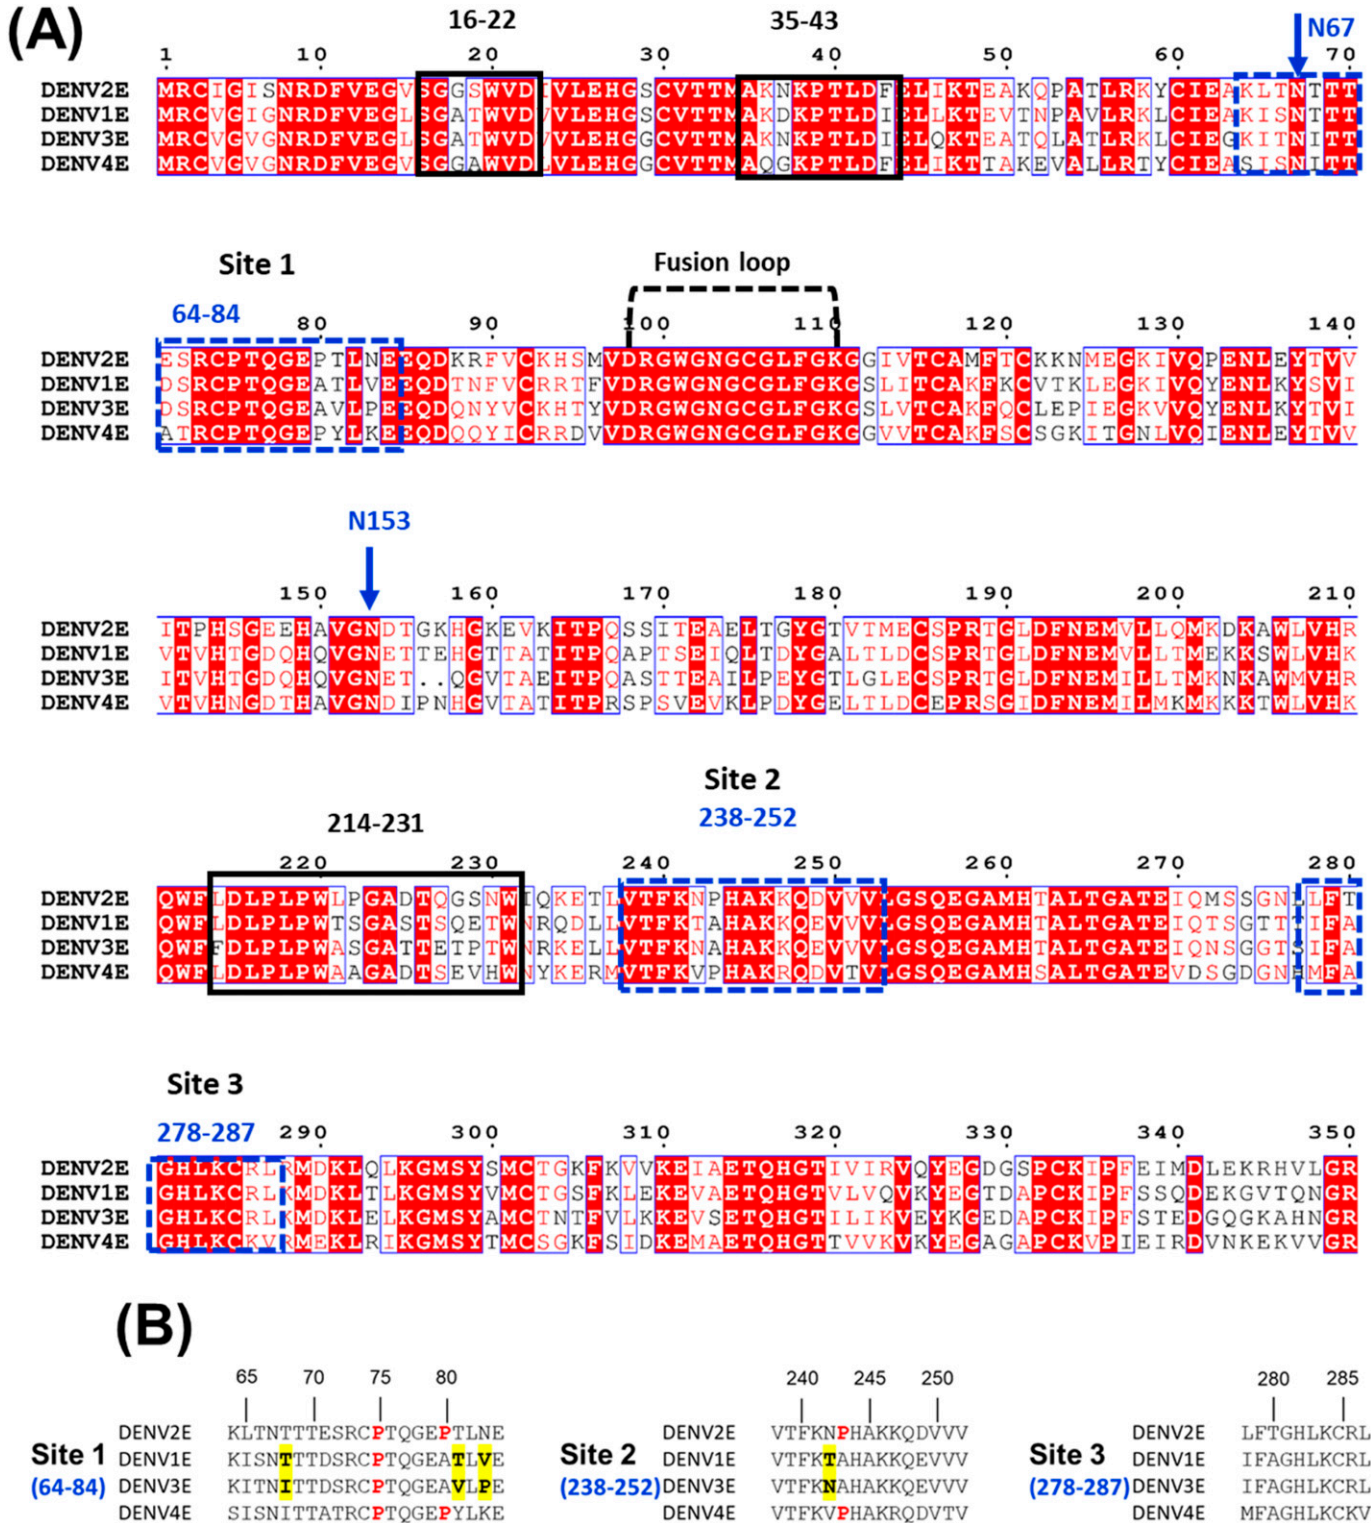 (A)
16-22 35-43
N67
1 10 20 30 40 50 60 70
DENV2E MRCIGISNRDFVEGVSGGSWVDIVLEHGSCVTTMAKNKPTLDFELIKTEAKQPATLRKYCIEAKLTNTTT
DENV1E MRCVGIGNRDFVEGLSGATWVDVVLEHGSCVTTMAKDKPTLDIELLKTEVTNPAVLRKLCIEAKISNTTT
DENV3E MRCVGVGNRDFVEGLSGATWVDVVLEHGGCVTTMAKNKPTLDIELQKTEATQLATLRKLCIEGKITNITT
DENV4E MRCVGVGNRDFVEGVSGGAWVDLVLEHGGCVTTMAQGKPTLDFELIKTTAKEVALLRTYCIEASISNITT
Site 1 Fusion loop
64-84
80 90 100 110 120 130 140
DENV2E ESRCPTQGEPTLNEEQDKRFVCKHSMVDRGWGNGCGLFGKGGIVTCAMFTCKKNMEGKIVQPENLEYTVV
DENV1E DSRCPTQGEATLVEEQDTNFVCRRTFVDRGWGNGCGLFGKGSLITCAKFKCVTKLEGKIVQYENLKYSVI
DENV3E DSRCPTQGEAVLPEEQDQNYVCKHTYVDRGWGNGCGLFGKGSLVTCAKFQCLEPIEGKVVQYENLKYTVI
DENV4E ATRCPTQGEPYLKEEQDQQYICRRDVVDRGWGNGCGLFGKGGVVTCAKFSCSGKITGNLVQIENLEYTVV
N153
150 160 170 180 190 200 210
DENV2E ITPHSGEEHAVGNDTGKHGKEVKITPQSSITEAELTGYGTVTMECSPRTGLDFNEMVLLQMKDKAWLVHR
DENV1E VTVHTGDQHQVGNETTEHGTTATITPQAPTSEIQLTDYGALTLDCSPRTGLDFNEMVLLTMEKKSWLVHK
DENV3E ITVHTGDQHQVGNET..QGVTAEITPQASTTEAILPEYGTLGLECSPRTGLDFNEMILLTMKNKAWMVHR
DENV4E VTVHNGDTHAVGNDIPNHGVTATITPRSPSVEVKLPDYGELTLDCEPRSGIDFNEMILMKMKKKTWLVHK
Site 2
214-231 238-252
220 230 240 250 260 270 280
DENV2E QWFLDLPLPWLPGADTQGSNWIQKETLVTFKNPHAKKQDVVVLGSQEGAMHTALTGATEIQMSSGNLLFT
DENV1E QWFLDLPLPWTSGASTSQETWNRQDLLVTFKTAHAKKQEVVVLGSQEGAMHTALTGATEIQTSGTTTIFA
DENV3E QWFFDLPLPWASGATTETPTWNRKELLVTFKNAHAKKQEVVVLGSQEGAMHTALTGATEIQNSGGTSIFA
DENV4E QWFLDLPLPWAAGADTSEVHWNYKERMVTFKVPHAKRQDVTVLGSQEGAMHSALTGATEVDSGDGNHMFA
Site 3
278-287
290 300 310 320 330 340 350
DENV2E GHLKCRLRMDKLQLKGMSYSMCTGKFKVVKEIAETQHGTIVIRVQYEGDGSPCKIPFEIMDLEKRHVLGR
DENV1E GHLKCRLKMDKLTLKGMSYVMCTGSFKLEKEVAETQHGTVLVQVKYEGTDAPCKIPFSSQDEKGVTQNGR
DENV3E GHLKCRLKMDKLELKGMSYAMCTNTFVLKKEVSETQHGTILIKVEYKGEDAPCKIPFSTEDGQGKAHNGR
DENV4E GHLKCKVRMEKLRIKGMSYTMCSGKFSIDKEMAETQHGTTVVKVKYEGAGAPCKVPIEIRDVNKEKVVGR
(B)
65 70 75 80 240 245 250 280 285
DENV2E KLTNTTTESRCPTQGEPTLNE DENV2E VTFKNPHAKKQDVVV DENV2E LFTGHLKCRL
Site 1 DENV1E KISNTTTDSRCPTQGEATLVE Site 2 DENV1E VTFKTAHAKKQEVVV Site 3 DENV1E IFAGHLKCRL
(64-84) DENV3E KITNITTDSRCPTQGEAVLPE (238-252) DENV3E VTFKNAHAKKQEVVV (278-287) DENV3E IFAGHLKCRL
DENV4E SISNITTATRCPTQGEPYLKE DENV4E VTFKVPHAKRQDVTV DENV4E MFAGHLKCKV